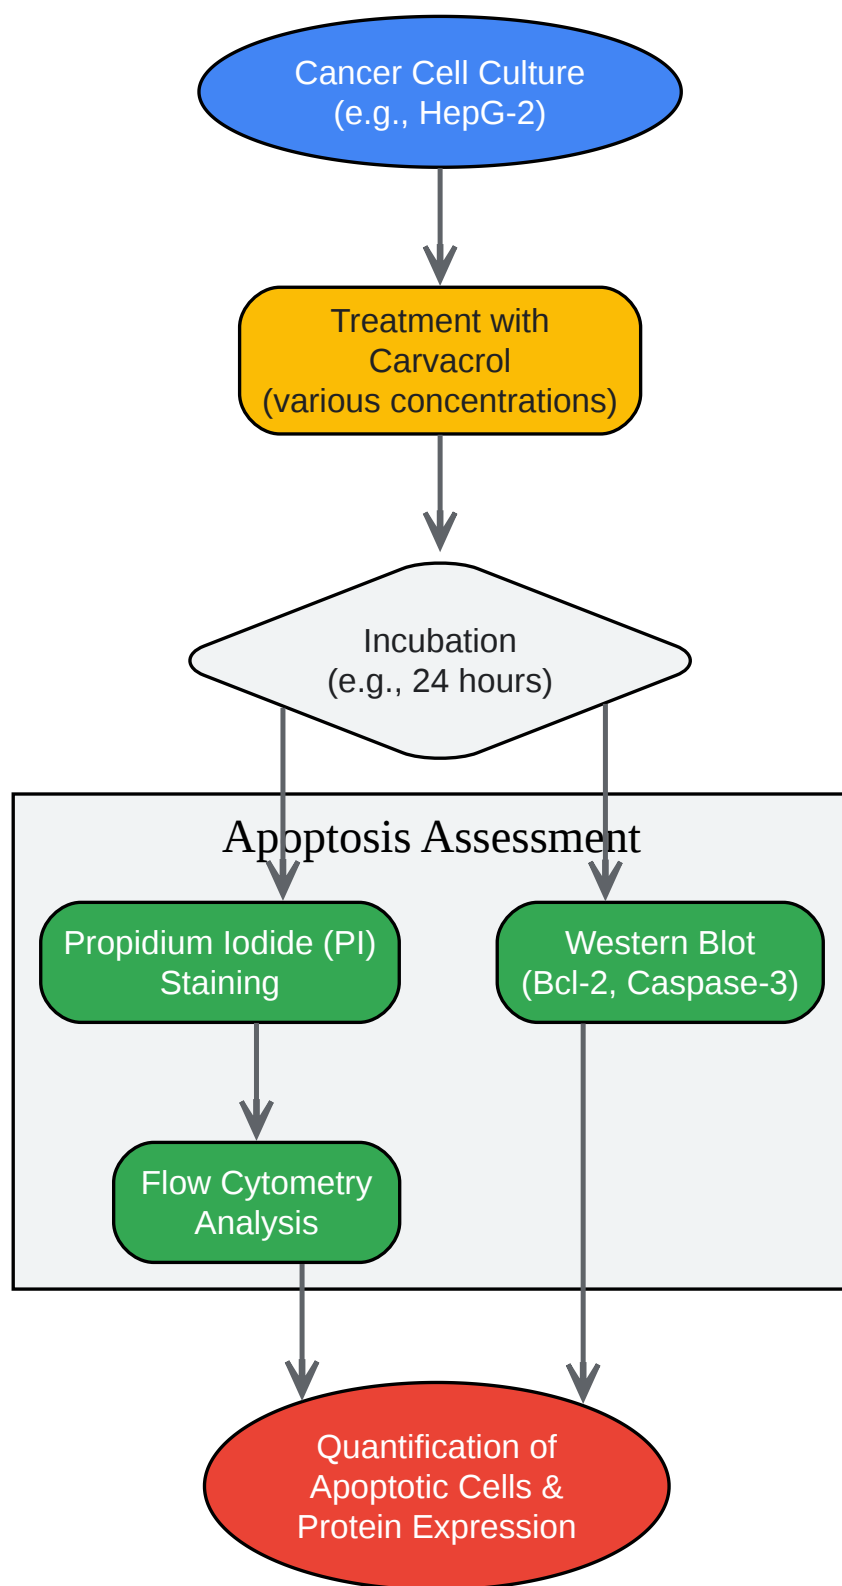 Cancer Cell Culture
(e.g., HepG-2)
Treatment with
Carvacrol
(various concentrations)
Incubation
(e.g., 24 hours)
Apoptosis Assessment
Propidium Iodide (PI)
Staining
Western Blot
(Bcl-2, Caspase-3)
Flow Cytometry
Analysis
Quantification of
Apoptotic Cells &
Protein Expression